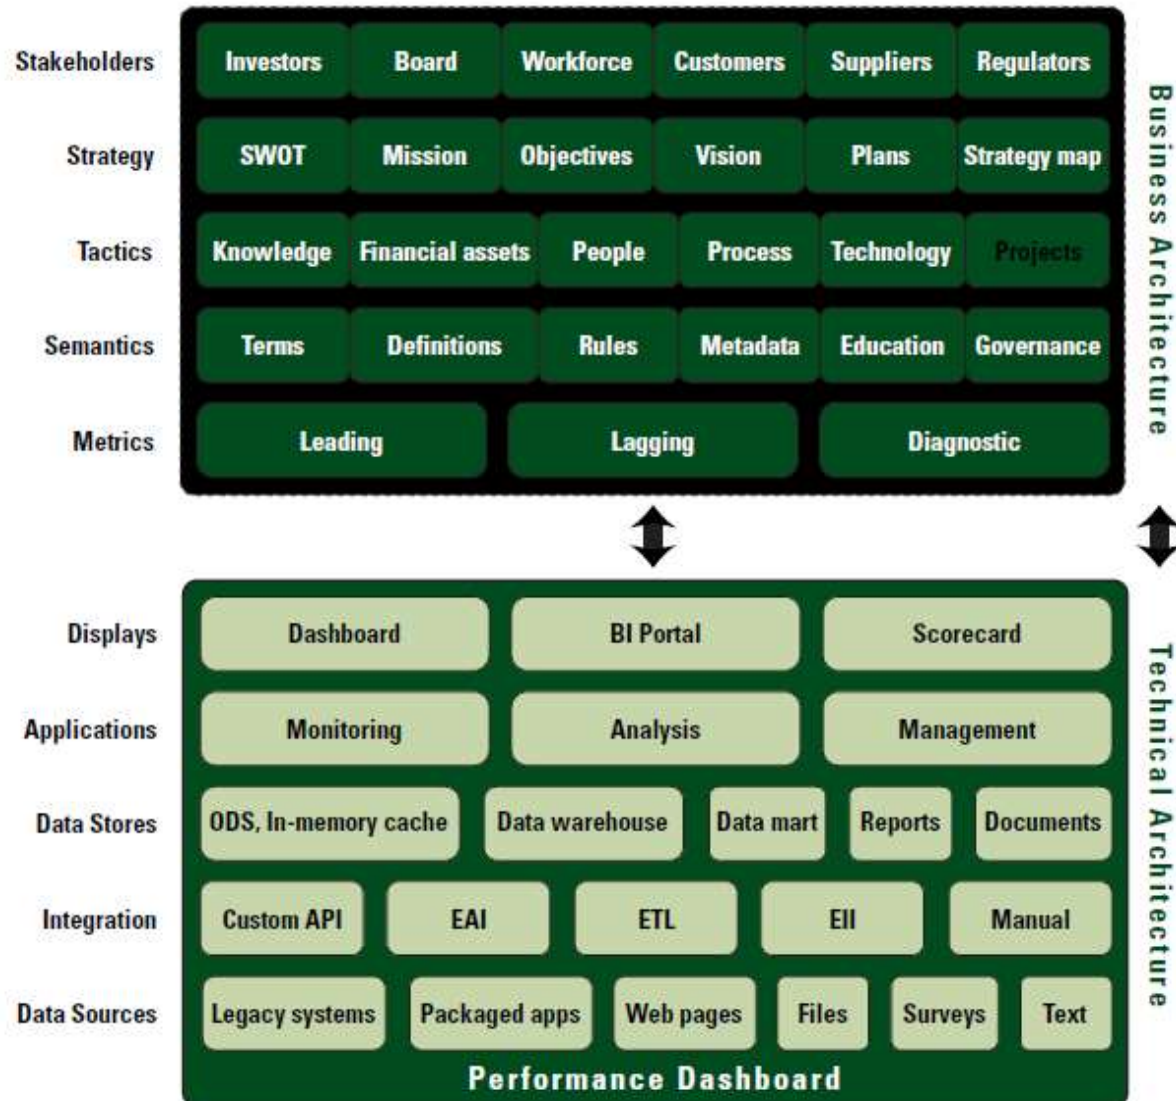 Stakeholders Investors Board Workforce Customers Suppliers Regulators
Strategy SWOT Mission Objectives Vision Plans Strategy map
Tactics Knowledge Financial assets People Process Technology Projects
Semantics Terms Definitions Rules Metadata Education Governance
Metrics Leading Lagging Diagnostic
Business Architecture
Displays Dashboard BI Portal Scorecard
Applications Monitoring Analysis Management
Data Stores ODS, In-memory cache Data warehouse Data mart Reports Documents
Integration Custom API EAI ETL EII Manual
Data Sources Legacy systems Packaged apps Web pages Files Surveys Text
Performance Dashboard
Technical Architecture